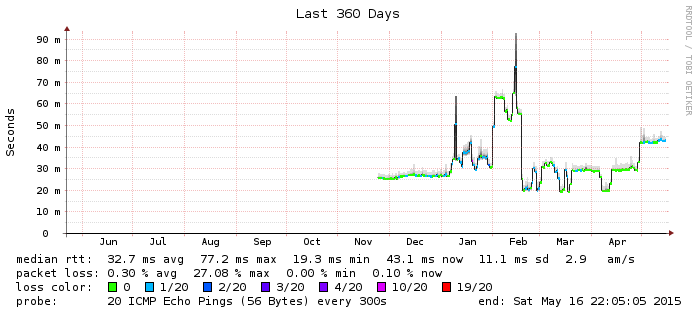 Last 360 Days
RRDTOOL / TOBI OETIKER
Seconds
90 m
80 m
70 m
60 m
50 m
40 m
30 m
20 m
10 m
0
Jun Jul Aug Sep Oct Nov Dec Jan Feb Mar Apr
median rtt: 32.7 ms avg 77.2 ms max 19.3 ms min 43.1 ms now 11.1 ms sd 2.9 am/s
packet loss: 0.30 % avg 27.08 % max 0.00 % min 0.10 % now
loss color: 0 1/20 2/20 3/20 4/20 10/20 19/20
probe: 20 ICMP Echo Pings (56 Bytes) every 300s end: Sat May 16 22:05:05 2015